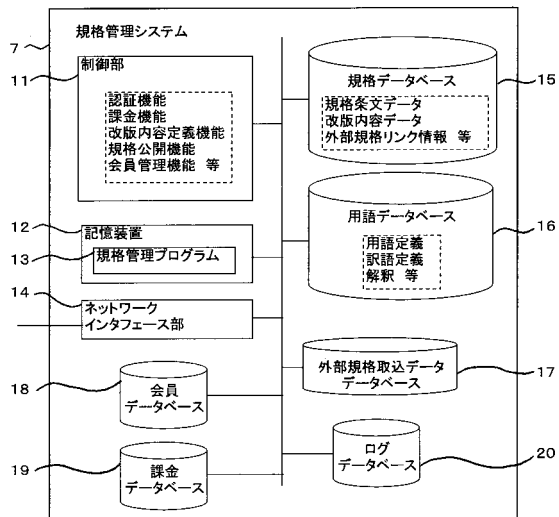 7
規格管理システム
11
制御部
認証機能
課金機能
改版内容定義機能
規格公開機能
会員管理機能 等
12
記憶装置
13
規格管理プログラム
14
ネットワーク
インタフェース部
18
会員
データベース
19
課金
データベース
15
規格データベース
規格条文データ
改版内容データ
外部規格リンク情報 等
16
用語データベース
用語定義
訳語定義
解釈 等
17
外部規格取込データ
データベース
ログ
データベース
20